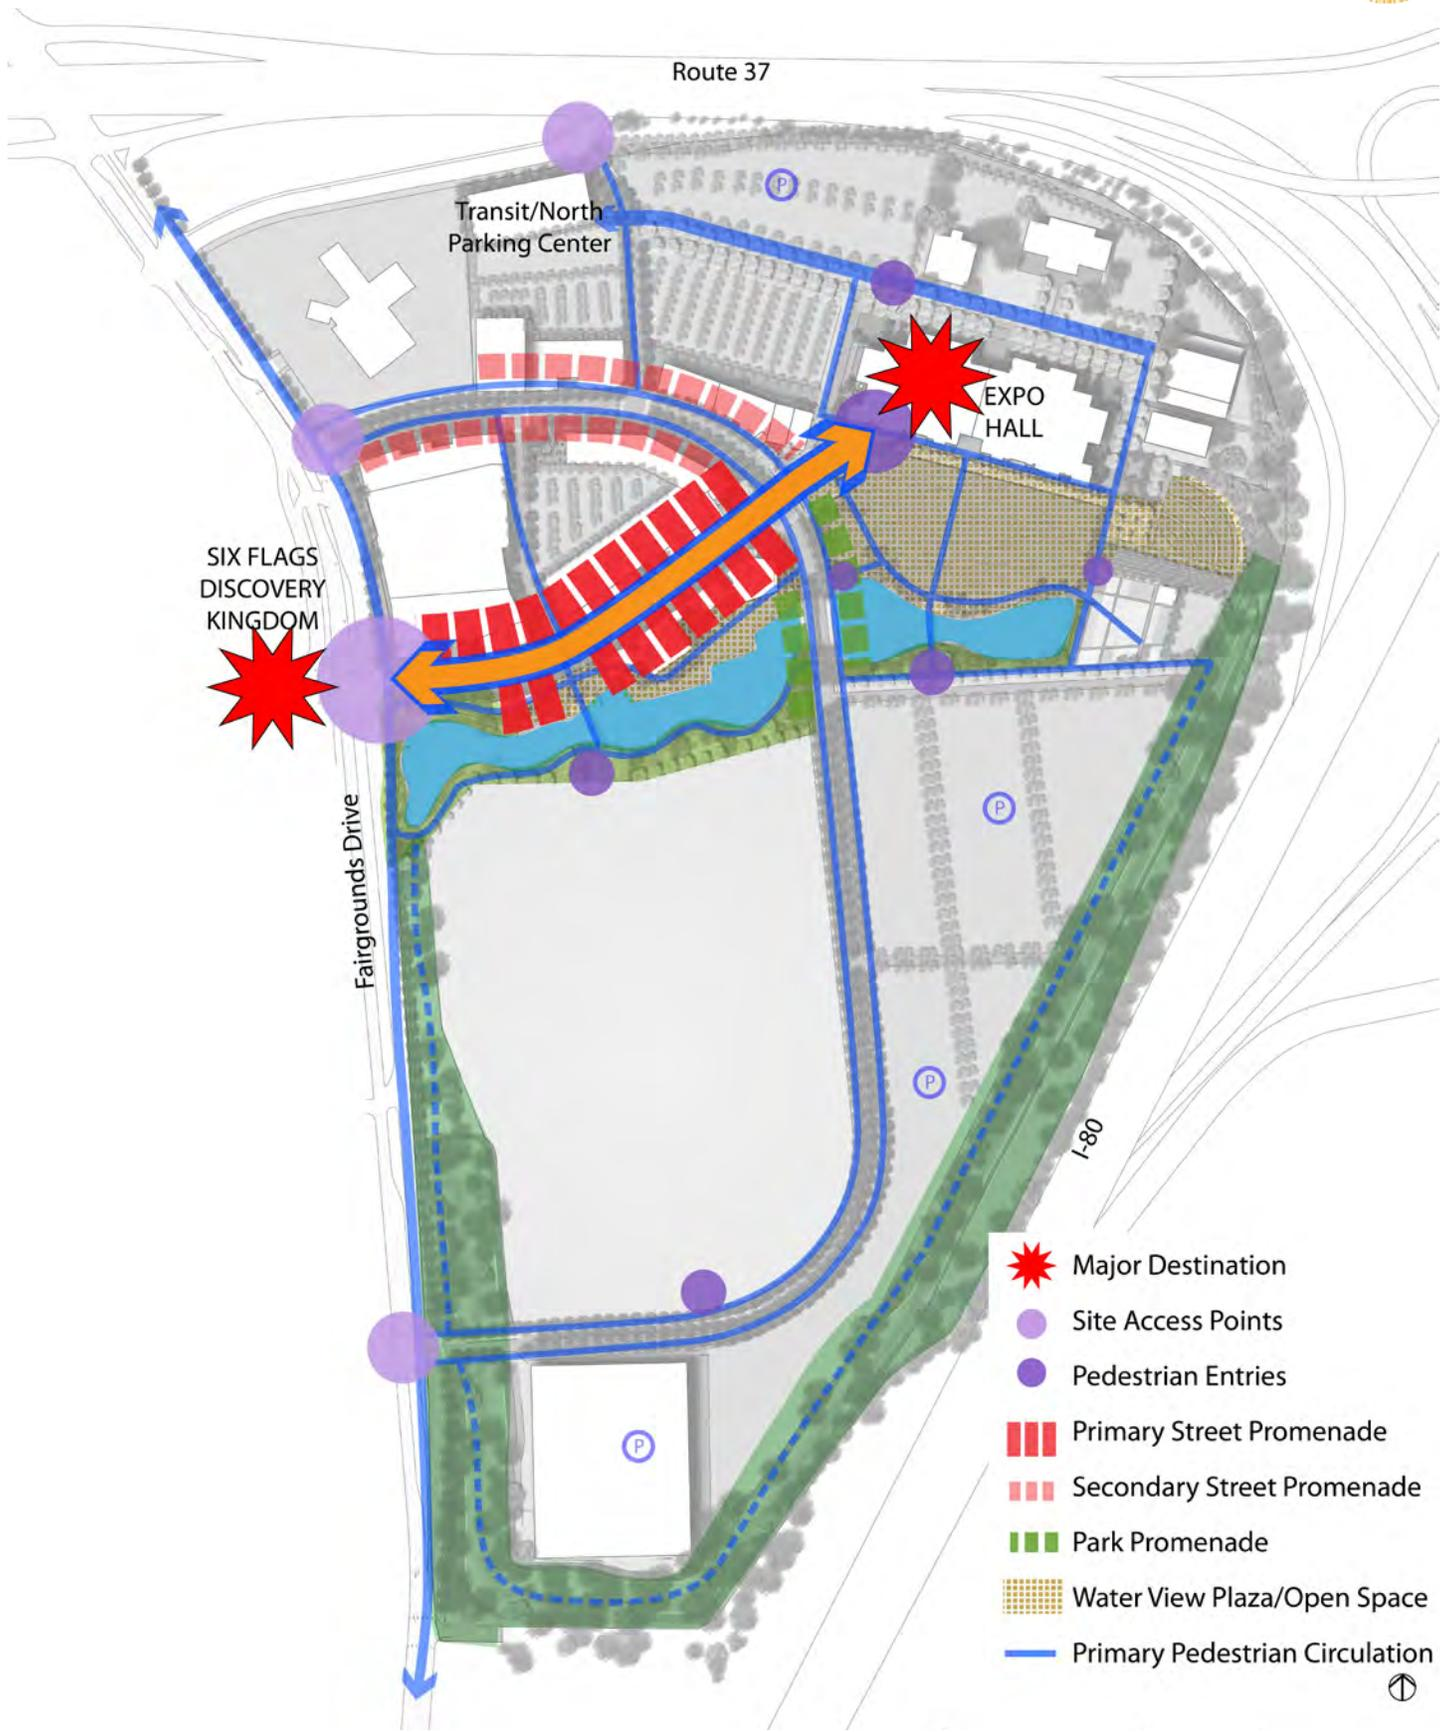 Route 37
P
Transit/North
Parking Center
EXPO
HALL
SIX FLAGS
DISCOVERY
KINGDOM
Fairgrounds Drive
P
P
I-80
P
Major Destination
Site Access Points
Pedestrian Entries
Primary Street Promenade
Secondary Street Promenade
Park Promenade
Water View Plaza/Open Space
Primary Pedestrian Circulation